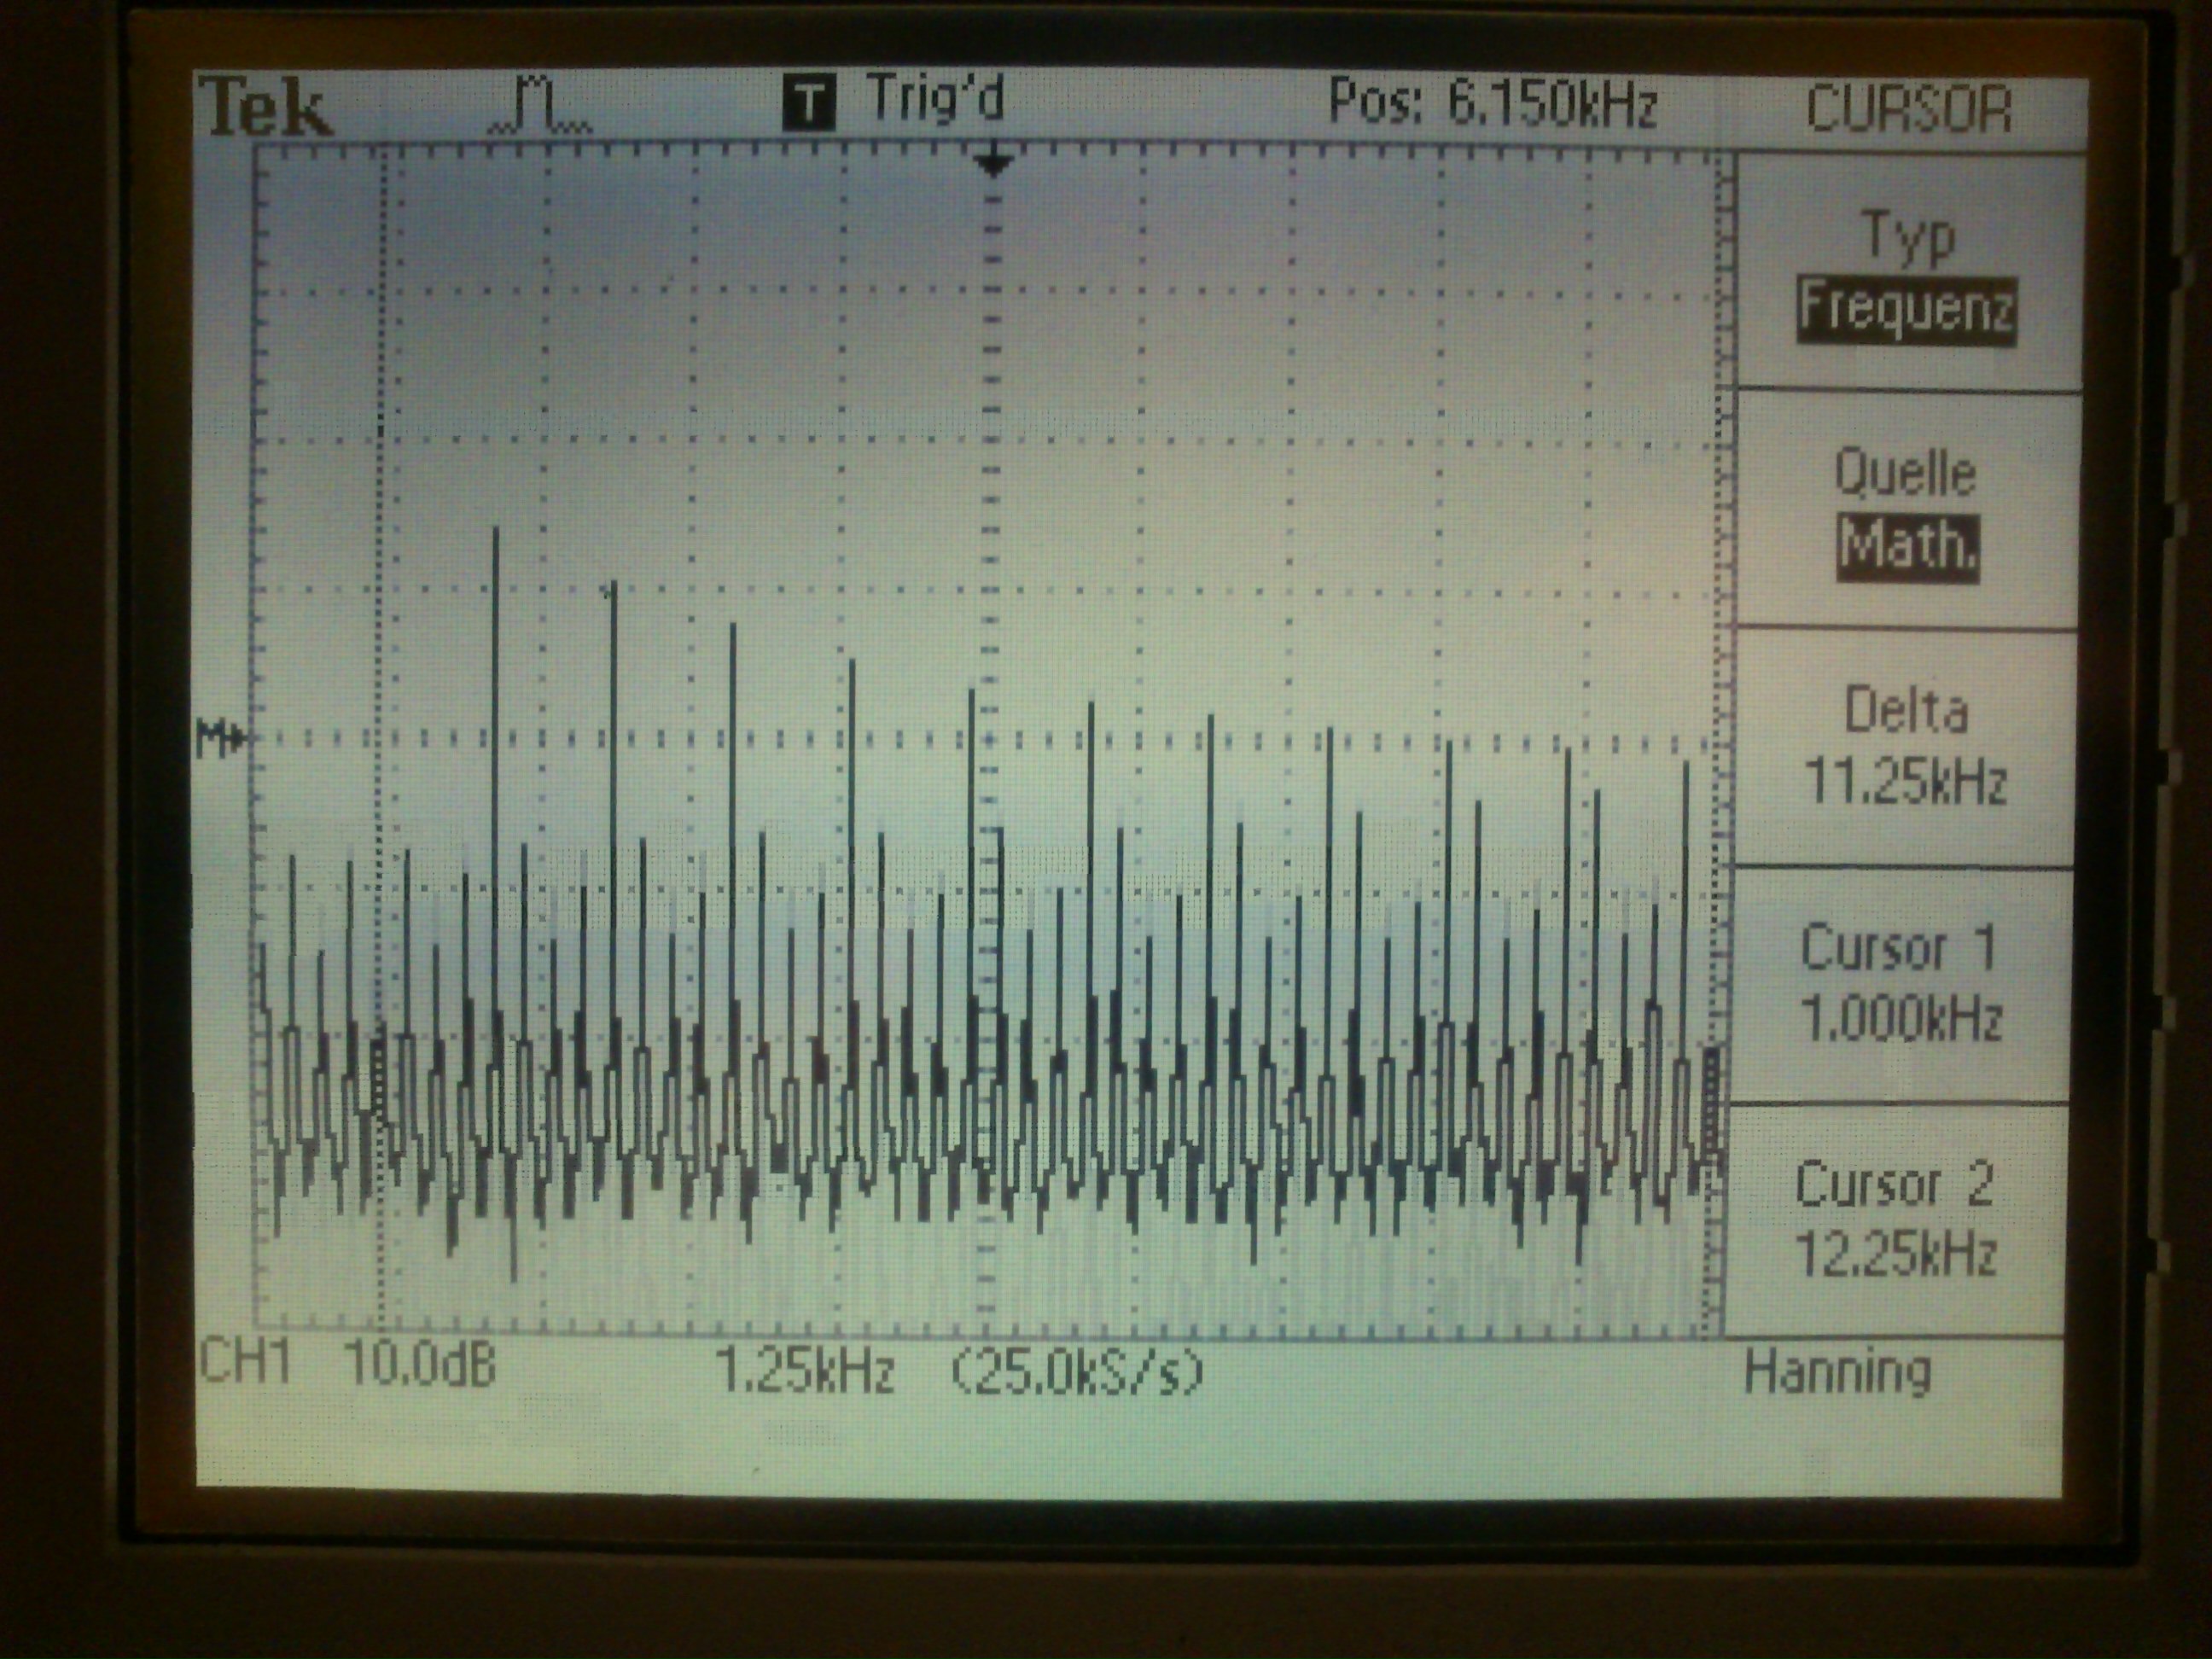 Tek T Trig'd Pos: 6.150kHz CURSOR
Typ
Frequenz
Quelle
Math.
Delta
11.25kHz
Cursor 1
1.000kHz
Cursor 2
12.25kHz
M
CH1 10.0dB 1.25kHz (25.0kS/s) Hanning